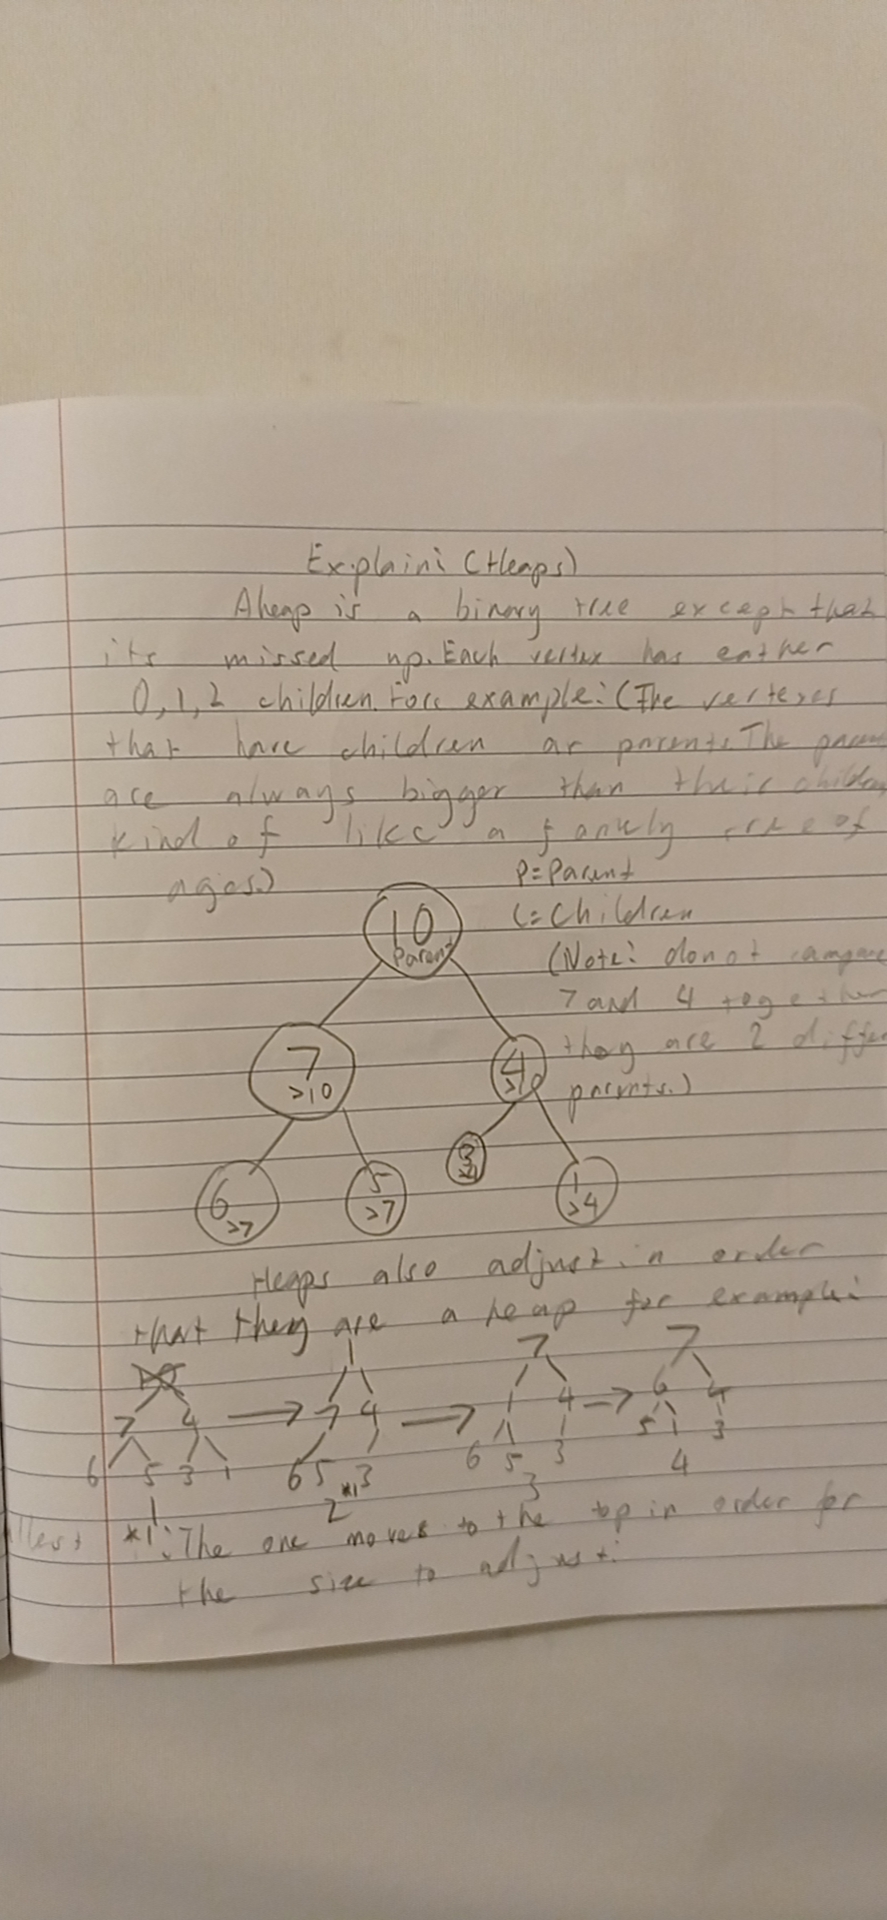 Explain: (Heaps)
A heap is a binary tree except that
its missed up. Each vertex has eather
0, 1, 2 children. Fore example: (The vertexes
that have children ar parents. The paren
are always bigger than their children
kind of like a family tree of
ages.)
P=Parent
C=Children
(Note: do not compare
7 and 4 together
they are 2 differ
parents.)
10
Parent
7
>10
4
>10
6
>7
5
>7
3
>4
1
>4
Heaps also adjust in order
that they are a heap for example:
10
7 4
6 5 3 1
1
1
7 4
6 5 *1 3
2
7
1 4
6 5 3
3
7
6 4
5 1 3
4
llest *1: The one moves to the top in order for
the size to adjust.